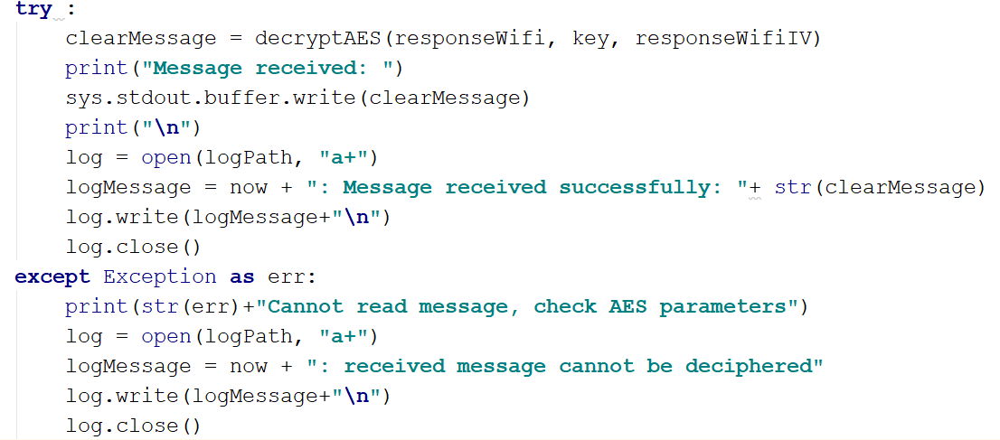 try :
    clearMessage = decryptAES(responseWifi, key, responseWifiIV)
    print("Message received: ")
    sys.stdout.buffer.write(clearMessage)
    print("\n")
    log = open(logPath, "a+")
    logMessage = now + ": Message received successfully: "+ str(clearMessage)
    log.write(logMessage+"\n")
    log.close()
except Exception as err:
    print(str(err)+"Cannot read message, check AES parameters")
    log = open(logPath, "a+")
    logMessage = now + ": received message cannot be deciphered"
    log.write(logMessage+"\n")
    log.close()